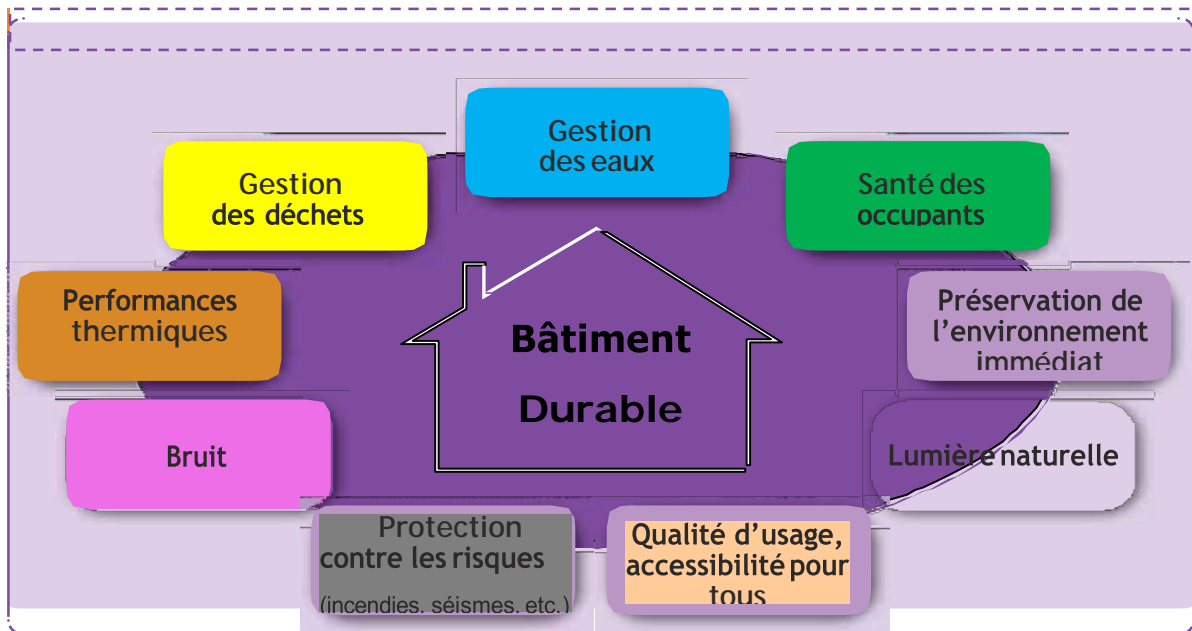 Gestion
des eaux
Gestion
des déchets
Santé des
occupants
Performances
thermiques
Préservation de
l’environnement
immédiat
Bâtiment
Durable
Bruit
Lumière naturelle
Protection
contre les risques
(incendies, séismes, etc.)
Qualité d’usage,
accessibilité pour
tous